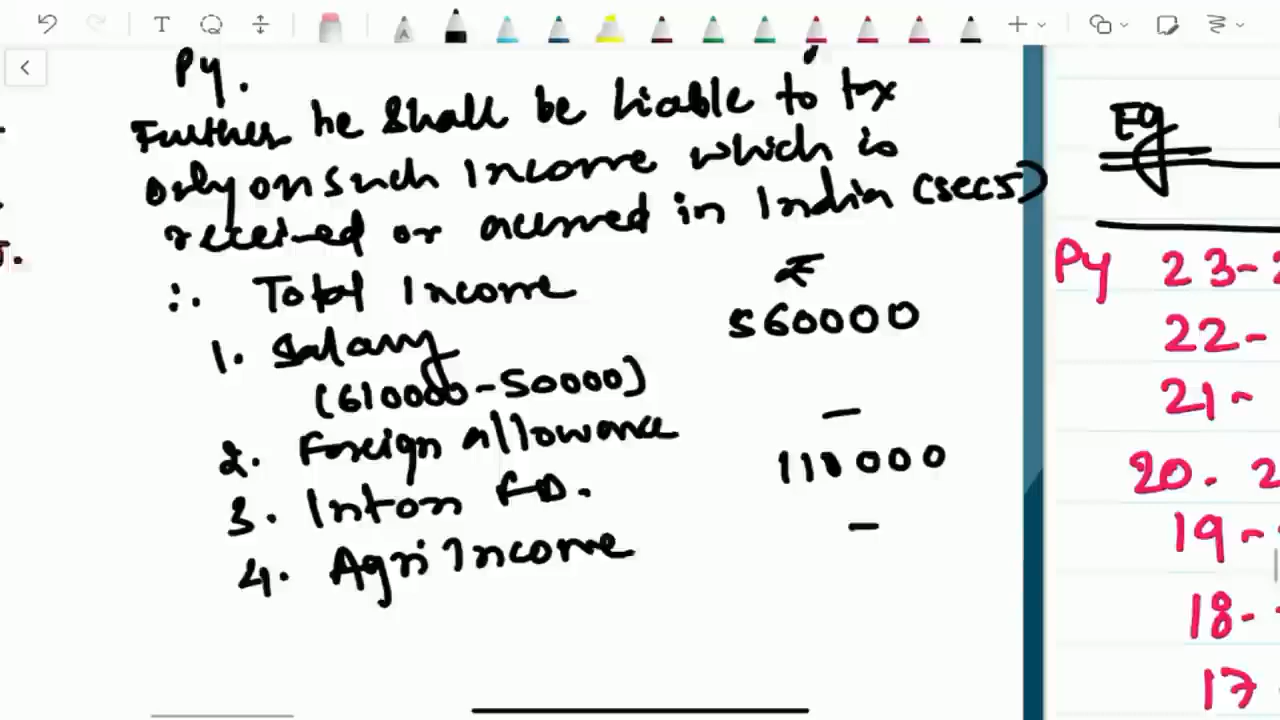 Py.
Further he shall be liable to tax
only on such Income which is
received or accrued in India (sec5)
∴ Total Income ₹
1. Salary 560000
(610000-50000)
2. Foreign allowance —
3. Int on FD. 110000
4. Agri Income —
Eg
Py 23-2
22-
21-
20. 2
19-
18-
17